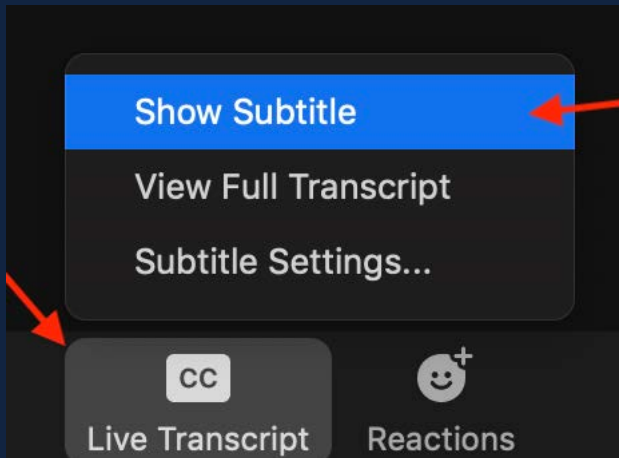 Show Subtitle
View Full Transcript
Subtitle Settings...
CC
Live Transcript
Reactions